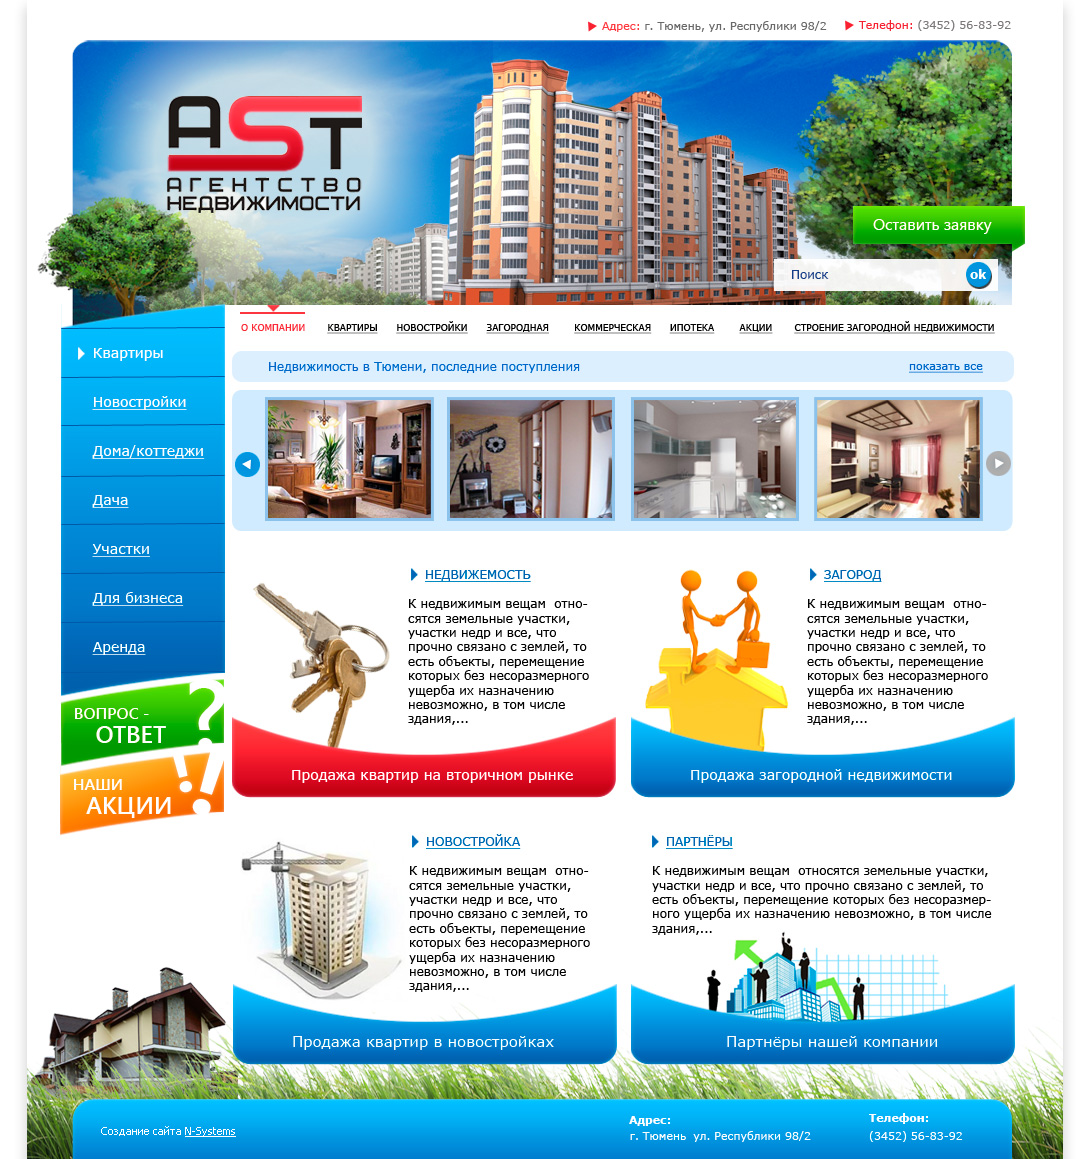 Адрес: г. Тюмень, ул. Республики 98/2 Телефон: (3452) 56-83-92
AST
АГЕНТСТВО
НЕДВИЖИМОСТИ
Оставить заявку
Поиск ok
О КОМПАНИИ КВАРТИРЫ НОВОСТРОЙКИ ЗАГОРОДНАЯ КОММЕРЧЕСКАЯ ИПОТЕКА АКЦИИ СТРОЕНИЕ ЗАГОРОДНОЙ НЕДВИЖИМОСТИ
Квартиры
Новостройки
Дома/коттеджи
Дача
Участки
Для бизнеса
Аренда
ВОПРОС -
ОТВЕТ ?
НАШИ
АКЦИИ !!
Недвижимость в Тюмени, последние поступления показать все
НЕДВИЖЕМОСТЬ
К недвижимым вещам отно-
сятся земельные участки,
участки недр и все, что
прочно связано с землей, то
есть объекты, перемещение
которых без несоразмерного
ущерба их назначению
невозможно, в том числе
здания,...
Продажа квартир на вторичном рынке
ЗАГОРОД
К недвижимым вещам отно-
сятся земельные участки,
участки недр и все, что
прочно связано с землей, то
есть объекты, перемещение
которых без несоразмерного
ущерба их назначению
невозможно, в том числе
здания,...
Продажа загородной недвижимости
НОВОСТРОЙКА
К недвижимым вещам отно-
сятся земельные участки,
участки недр и все, что
прочно связано с землей, то
есть объекты, перемещение
которых без несоразмерного
ущерба их назначению
невозможно, в том числе
здания,...
Продажа квартир в новостройках
ПАРТНЁРЫ
К недвижимым вещам относятся земельные участки,
участки недр и все, что прочно связано с землей, то
есть объекты, перемещение которых без несоразмер-
ного ущерба их назначению невозможно, в том числе
здания,...
Партнёры нашей компании
Создание сайта N-Systems
Адрес:
г. Тюмень ул. Республики 98/2
Телефон:
(3452) 56-83-92